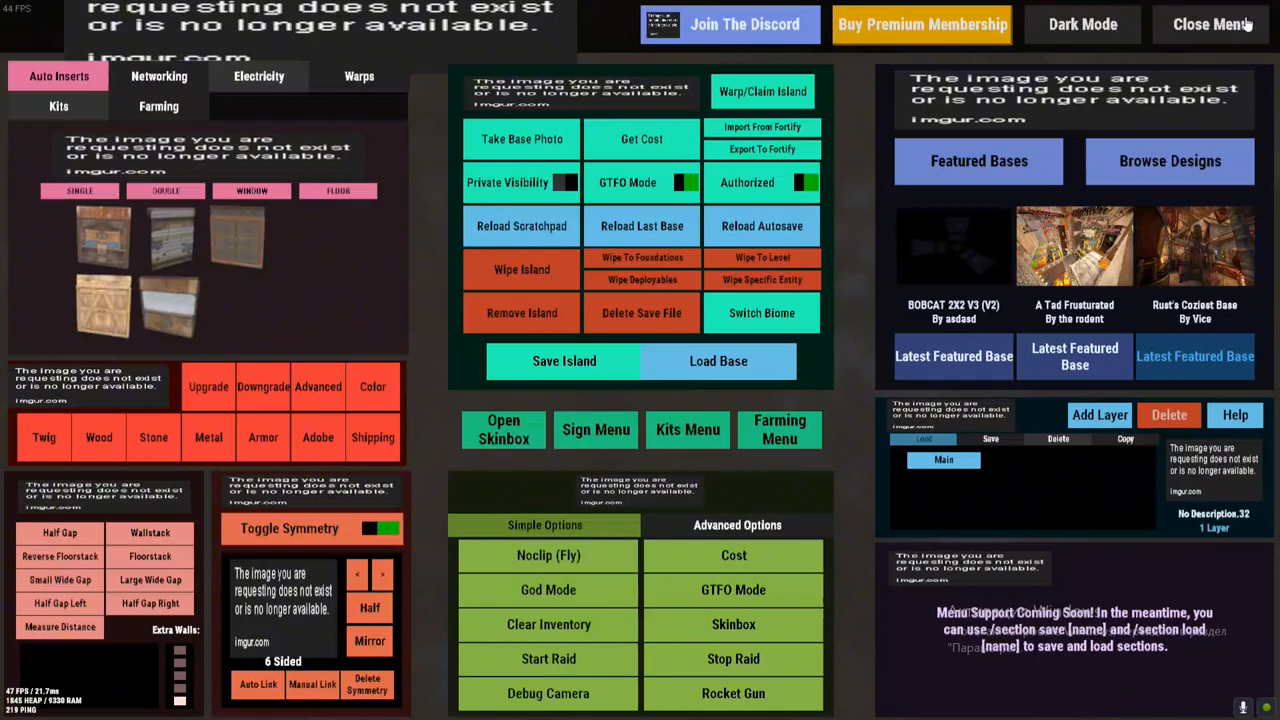 44 FPS
requesting does not exist
or is no longer available.
imgur.com
Join The Discord
Buy Premium Membership
Dark Mode
Close Menu
Auto Inserts
Networking
Electricity
Warps
Kits
Farming
The image you are
requesting does not exist
or is no longer available.
SINGLE
DOUBLE
WINDOW
FLOOR
The image you are
requesting does not exist
or is no longer available.
imgur.com
Upgrade
Downgrade
Advanced
Color
Twig
Wood
Stone
Metal
Armor
Adobe
Shipping
The image you are
requesting does not exist
or is no longer available.
imgur.com
Half Gap
Wallstack
Reverse Floorstack
Floorstack
Small Wide Gap
Large Wide Gap
Half Gap Left
Half Gap Right
Measure Distance
Extra Walls:
47 FPS / 21.7ms
1845 HEAP / 9330 RAM
219 PING
The image you are
requesting does not exist
or is no longer available.
imgur.com
Toggle Symmetry
The image you are
requesting does not exist
or is no longer available.
imgur.com
<
>
Half
Mirror
6 Sided
Auto Link
Manual Link
Delete
Symmetry
The image you are
requesting does not exist
or is no longer available.
imgur.com
Warp/Claim Island
Take Base Photo
Get Cost
Import From Fortify
Export To Fortify
Private Visibility
GTFO Mode
Authorized
Reload Scratchpad
Reload Last Base
Reload Autosave
Wipe Island
Wipe To Foundations
Wipe To Level
Wipe Deployables
Wipe Specific Entity
Remove Island
Delete Save File
Switch Biome
Save Island
Load Base
Open
Skinbox
Sign Menu
Kits Menu
Farming
Menu
The image you are
requesting does not exist
or is no longer available.
imgur.com
Simple Options
Advanced Options
Noclip (Fly)
Cost
God Mode
GTFO Mode
Clear Inventory
Skinbox
Start Raid
Stop Raid
Debug Camera
Rocket Gun
The image you are
requesting does not exist
or is no longer available.
imgur.com
Featured Bases
Browse Designs
BOBCAT 2X2 V3 (V2)
By asdasd
A Tad Frusturated
By the rodent
Rust's Coziest Base
By Vice
Latest Featured Base
Latest Featured
Base
Latest Featured Base
The image you are
requesting does not exist
or is no longer available.
imgur.com
Add Layer
Delete
Help
Load
Save
Delete
Copy
Main
The image you are
requesting does not exist
or is no longer available.
imgur.com
No Description.32
1 Layer
The image you are
requesting does not exist
or is no longer available.
imgur.com
Menu Support Coming Soon! In the meantime, you
can use /section save [name] and /section load
[name] to save and load sections.